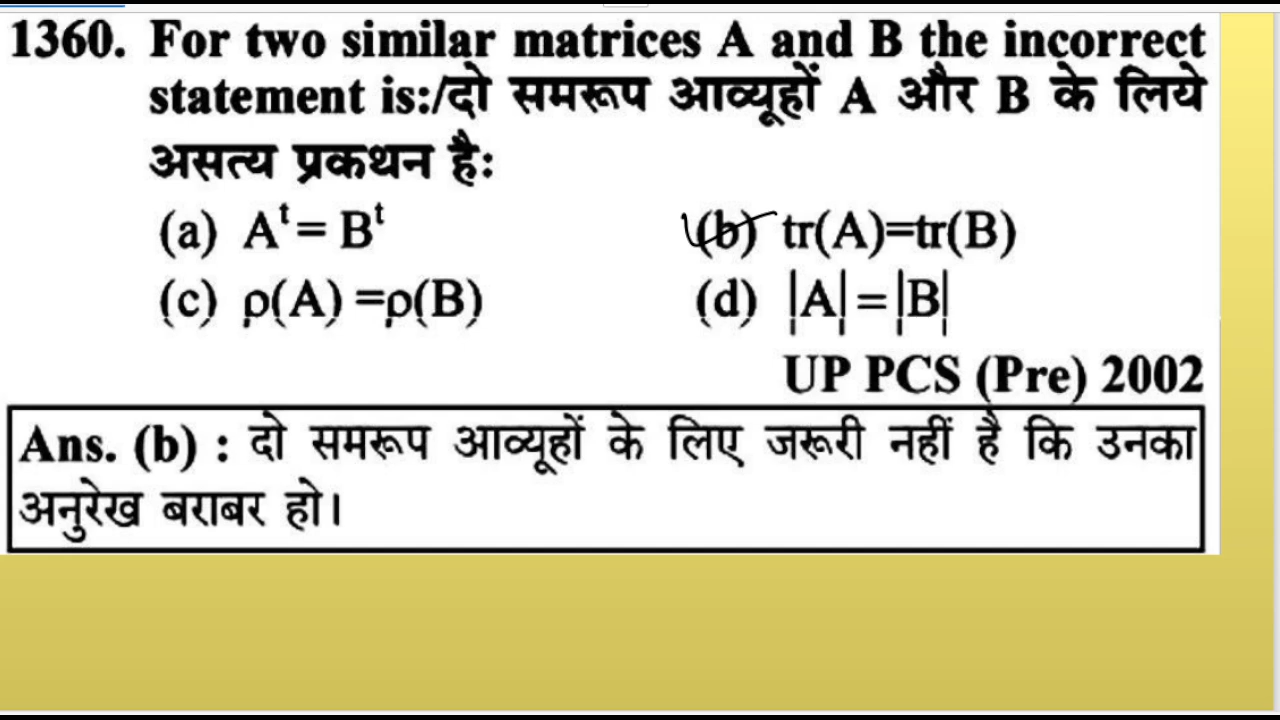 1360. For two similar matrices A and B the incorrect
statement is:/दो समरूप आव्यूहों A और B के लिये
असत्य प्रकथन है:
(a) Aᵗ = Bᵗ (b) tr(A)=tr(B)
(c) ρ(A) =ρ(B) (d) |A| = |B|
UP PCS (Pre) 2002
Ans. (b) : दो समरूप आव्यूहों के लिए जरूरी नहीं है कि उनका
अनुरेख बराबर हो।